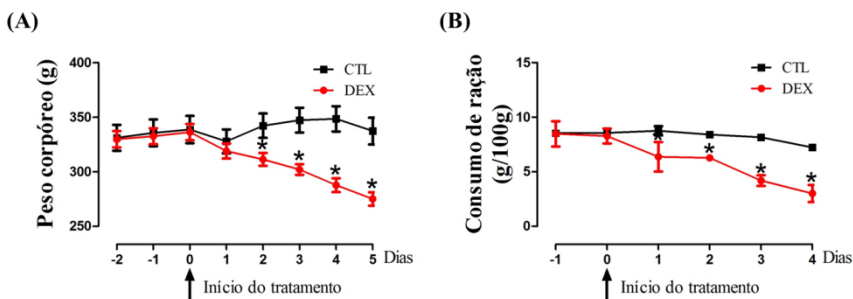 (A)
Peso corpóreo (g)
400
350
300
250
CTL
DEX
*
*
*
*
-2 -1 0 1 2 3 4 5 Dias
Início do tratamento
(B)
Consumo de ração
(g/100g)
15
10
5
0
CTL
DEX
*
*
*
*
-1 0 1 2 3 4 Dias
Início do tratamento